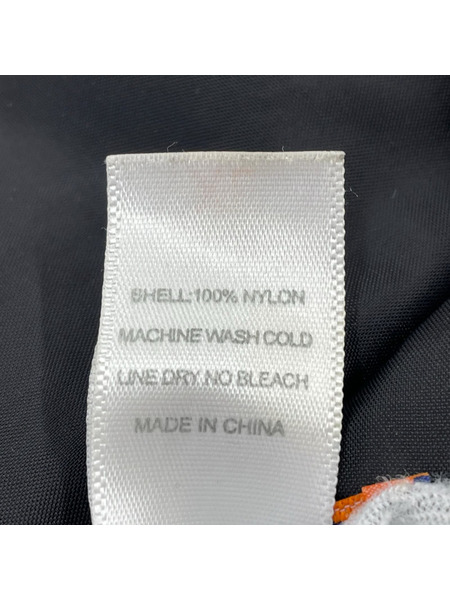 SHELL:100% NYLON
MACHINE WASH COLD
LINE DRY.NO BLEACH
MADE IN CHINA